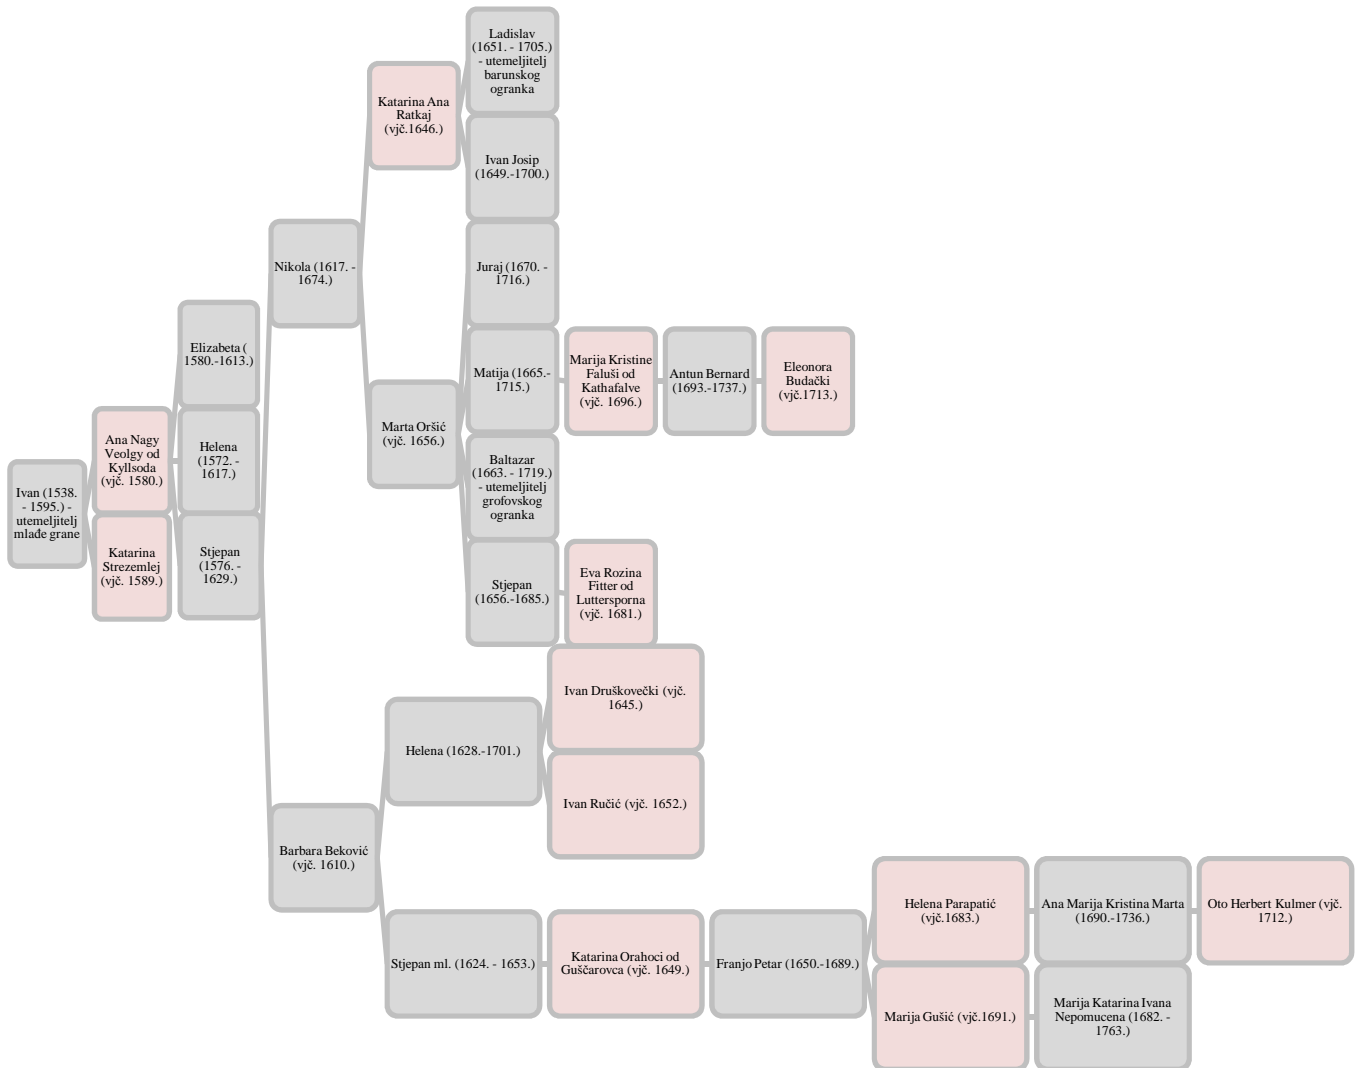 Ladislav
(1651. - 1705.)
- utemeljitelj
barunskog
ogranka
Katarina Ana
Ratkaj
(vjč.1646.)
Ivan Josip
(1649.-1700.)
Nikola (1617. -
1674.)
Juraj (1670. -
1716.)
Elizabeta (
1580.-1613.)
Matija (1665.-
1715.)
Marija Kristine
Faluši od
Kathafalve
(vjč. 1696.)
Antun Bernard
(1693.-1737.)
Eleonora
Budački
(vjč.1713.)
Marta Oršić
(vjč. 1656.)
Ana Nagy
Veolgy od
Kyllsoda
(vjč. 1580.)
Helena
(1572. -
1617.)
Baltazar
(1663. - 1719.)
- utemeljitelj
grofovskog
ogranka
Ivan (1538.
- 1595.) -
utemeljitelj
mlađe grane
Katarina
Strezemlej
(vjč. 1589.)
Stjepan
(1576. -
1629.)
Stjepan
(1656.-1685.)
Eva Rozina
Fitter od
Luttersporna
(vjč. 1681.)
Ivan Druškovečki (vjč.
1645.)
Helena (1628.-1701.)
Ivan Ručić (vjč. 1652.)
Barbara Beković
(vjč. 1610.)
Helena Parapatić
(vjč.1683.)
Ana Marija Kristina Marta
(1690.-1736.)
Oto Herbert Kulmer (vjč.
1712.)
Stjepan ml. (1624. - 1653.)
Katarina Orahoci od
Guščarovca (vjč. 1649.)
Franjo Petar (1650.-1689.)
Marija Gušić (vjč.1691.)
Marija Katarina Ivana
Nepomucena (1682. -
1763.)